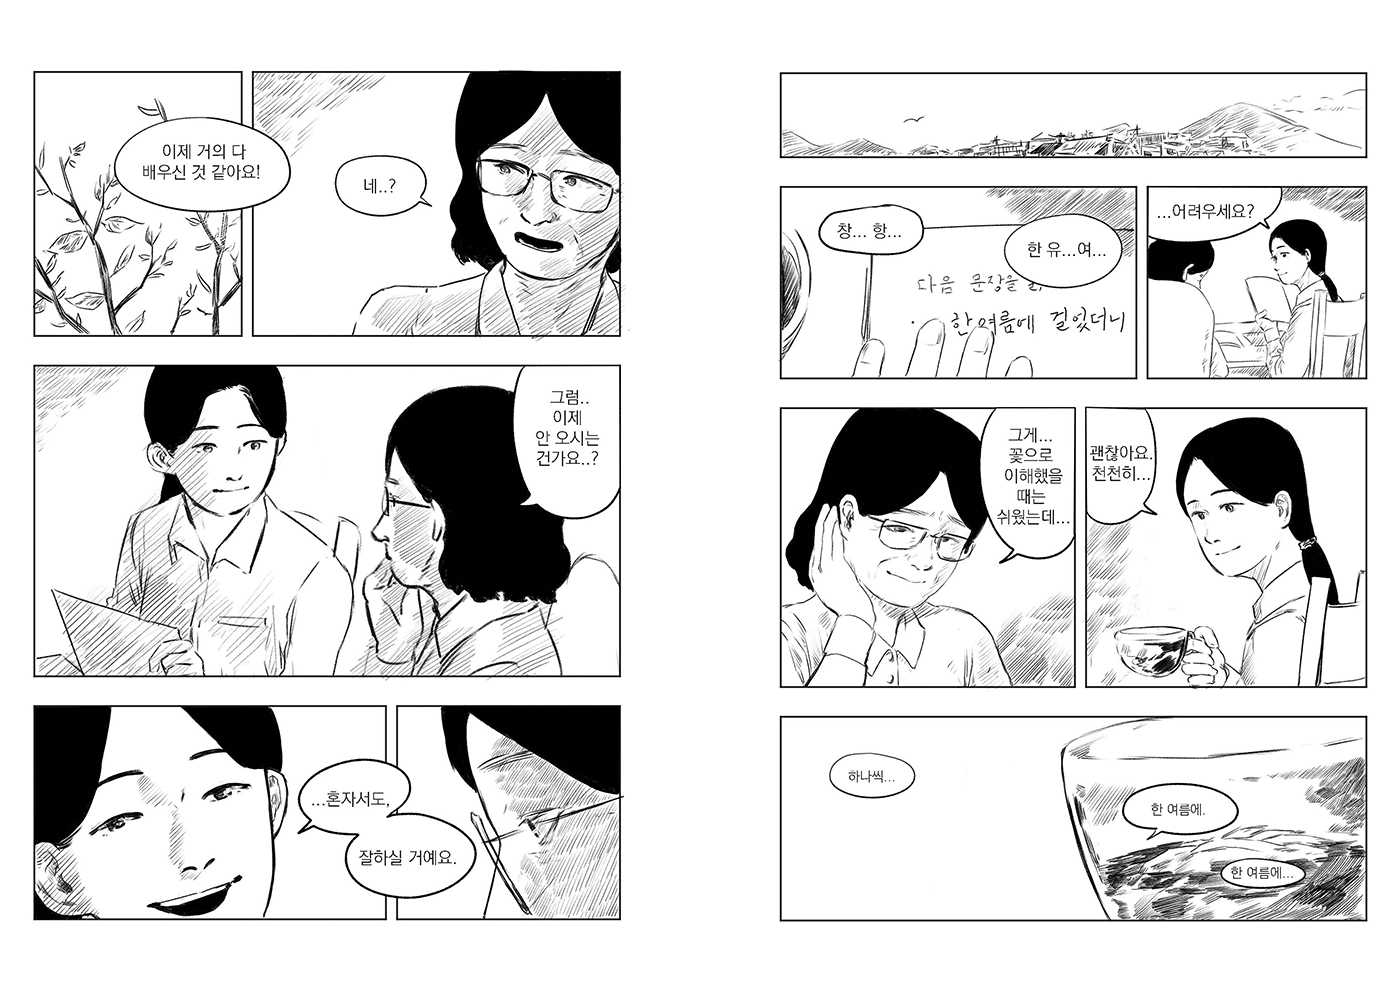 이제 거의 다
배우신 것 같아요!
네..?
그럼..
이제
안 오시는
건가요..?
...혼자서도,
잘하실 거예요.
창... 항...
한 유...여...
다음 문장을
한여름에 걸었더니
...어려우세요?
그게...
꽃으로
이해했을
때는
쉬웠는데...
괜찮아요.
천천히...
하나씩...
한 여름에.
한 여름에...